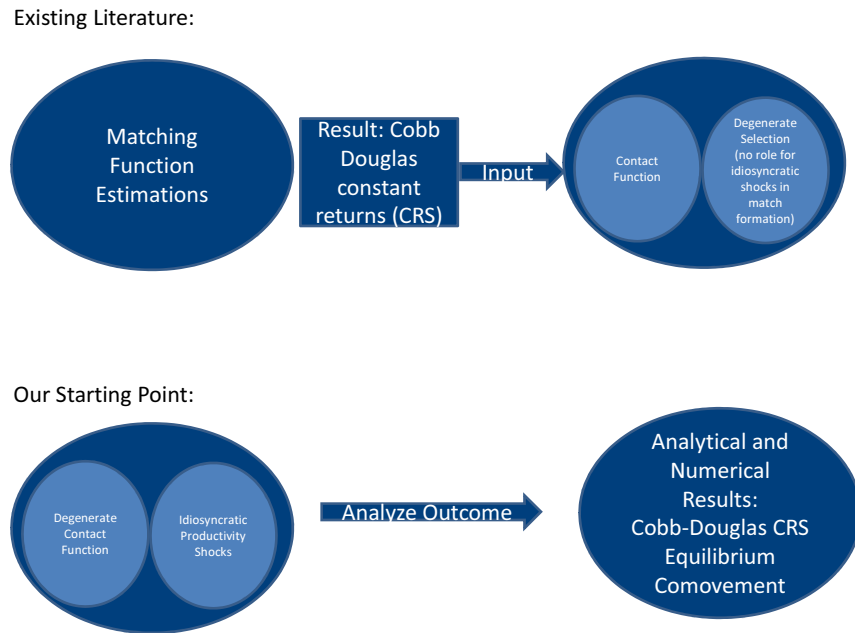 Existing Literature:
Matching
Function
Estimations
Result: Cobb
Douglas
constant
returns (CRS)
Input
Contact
Function
Degenerate
Selection
(no role for
idiosyncratic
shocks in
match
formation)
Our Starting Point:
Degenerate
Contact
Function
Idiosyncratic
Productivity
Shocks
Analyze Outcome
Analytical and
Numerical
Results:
Cobb-Douglas CRS
Equilibrium
Comovement